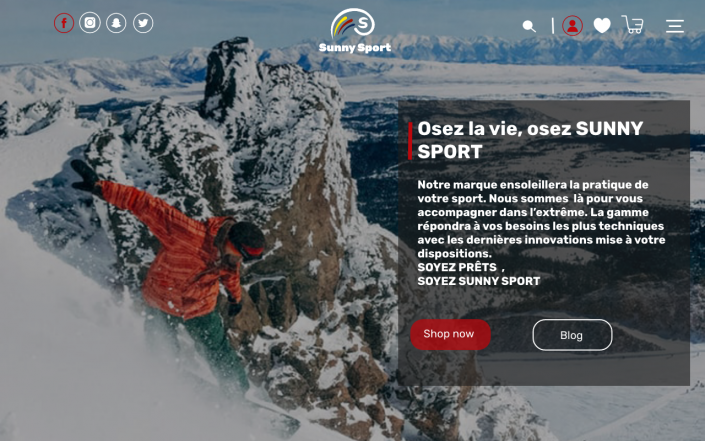 Sunny Sport
Osez la vie, osez SUNNY
SPORT
Notre marque ensoleillera la pratique de
votre sport. Nous sommes là pour vous
accompagner dans l'extrême. La gamme
répondra à vos besoins les plus techniques
avec les dernières innovations mise à votre
dispositions.
SOYEZ PRÊTS ,
SOYEZ SUNNY SPORT
Shop now
Blog